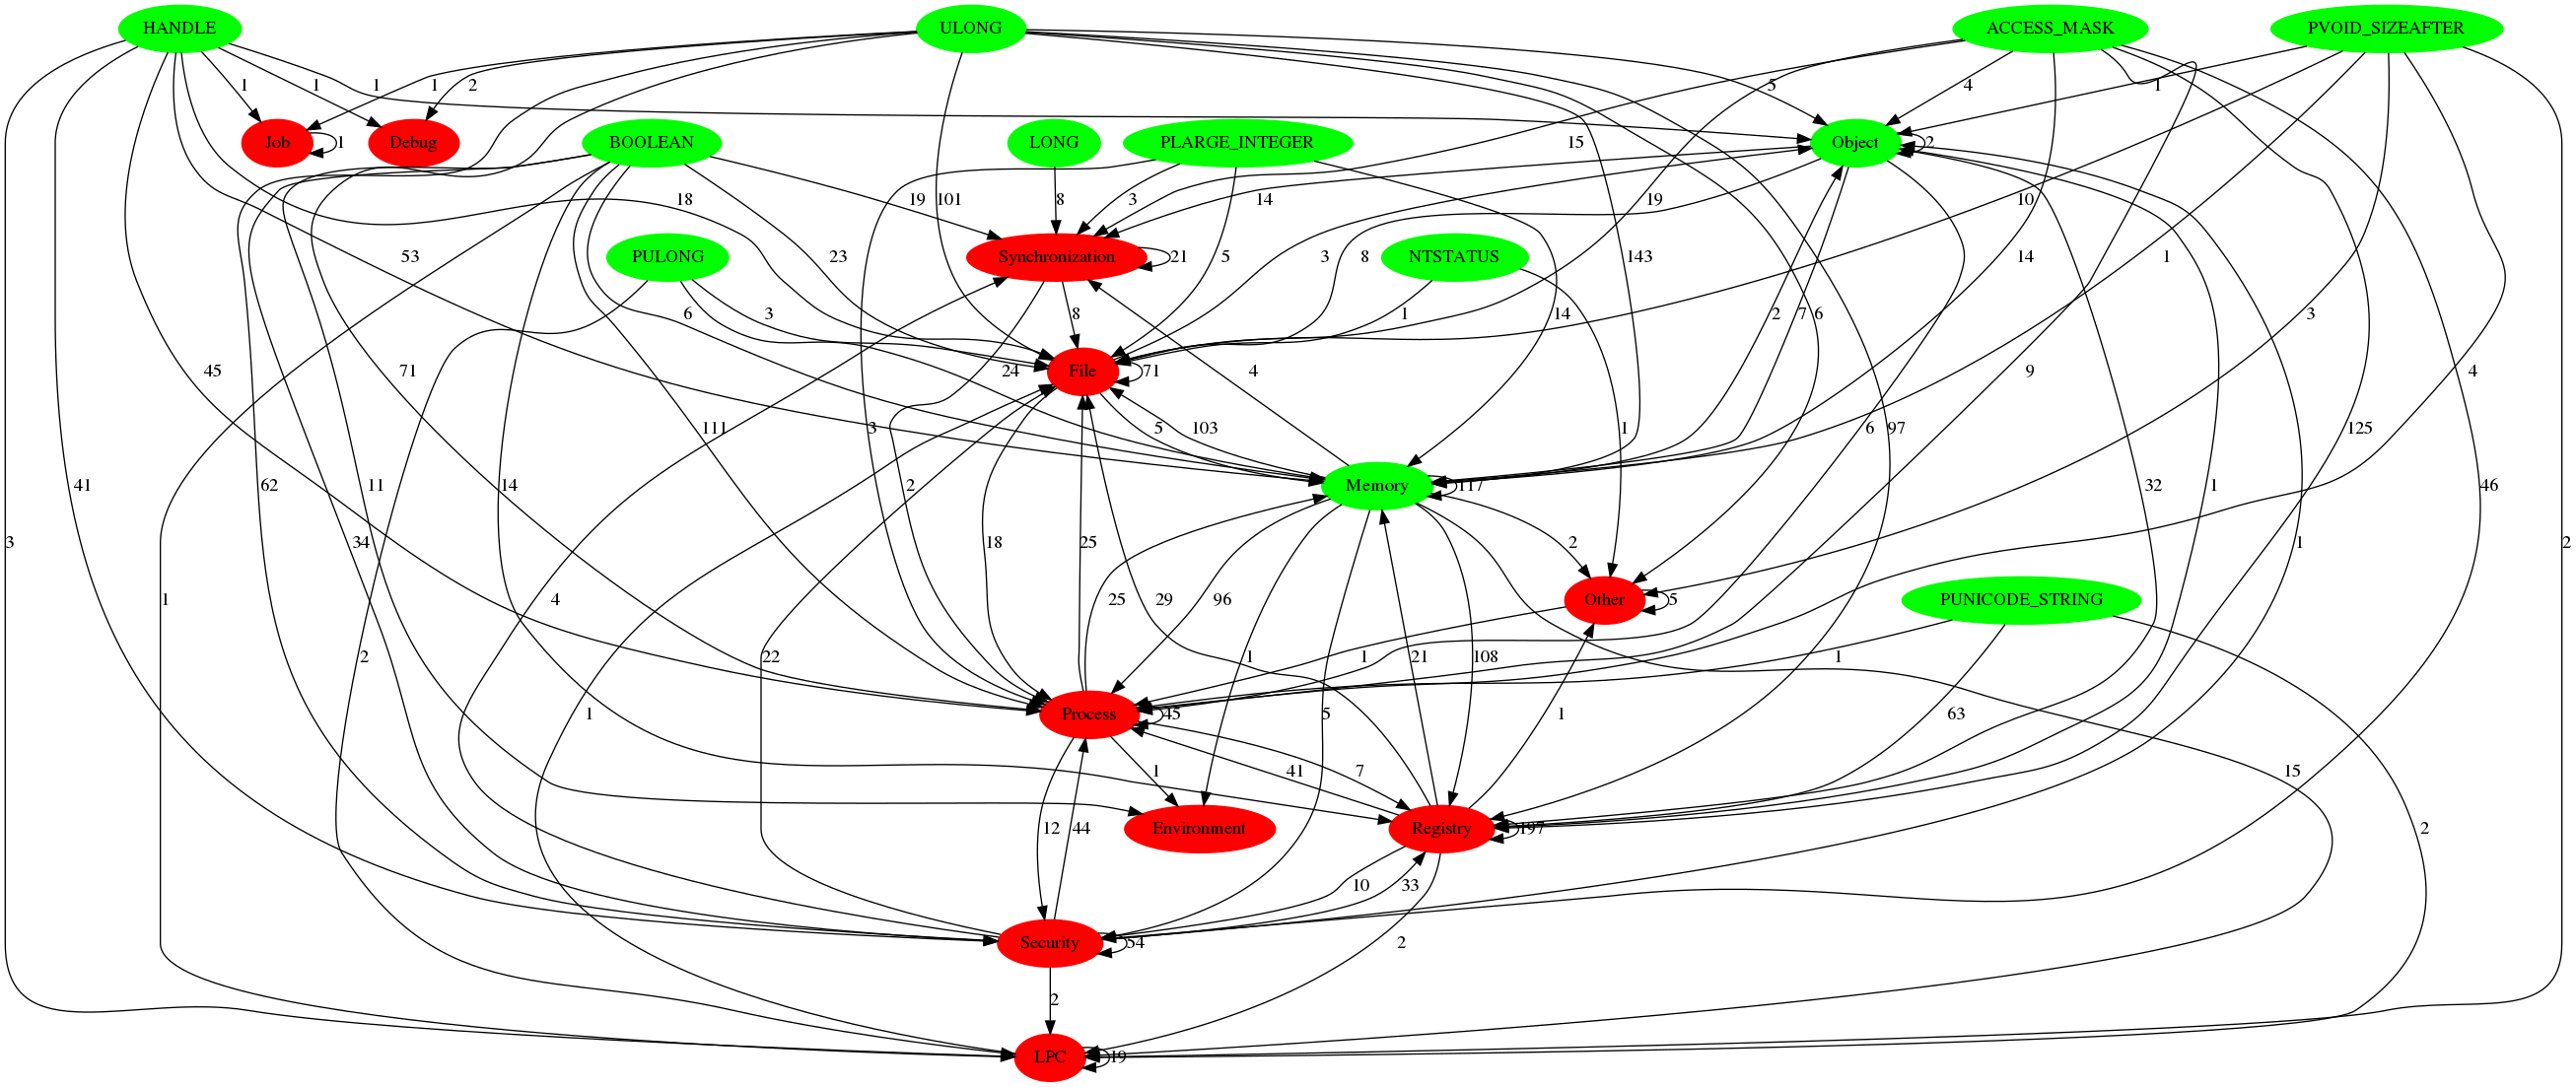 HANDLE ULONG ACCESS_MASK PVOID_SIZEAFTER
1 1 1 1 2 5 4 1
Job 1 Debug BOOLEAN LONG PLARGE_INTEGER Object 2
18 19 101 8 3 14 15 19 10
53 PULONG 23 Synchronization 21 5 3 8 NTSTATUS 143 14 1
6 3 8 1 14 2 7 6 3
45 71 24 File 71 4 9 4
111 3 5 103 1 6 97 125
41 62 11 14 2 Memory 117 32 1 46
3 34 18 25 2 1 2
1 4 25 29 96 Other 5 PUNICODE_STRING
2 22 1 21 108 1 1
1 Process 45 5 1 63
1 41 7 15
12 44 Environment Registry 197 2
10 33
Security 54 2
2
LPC 19